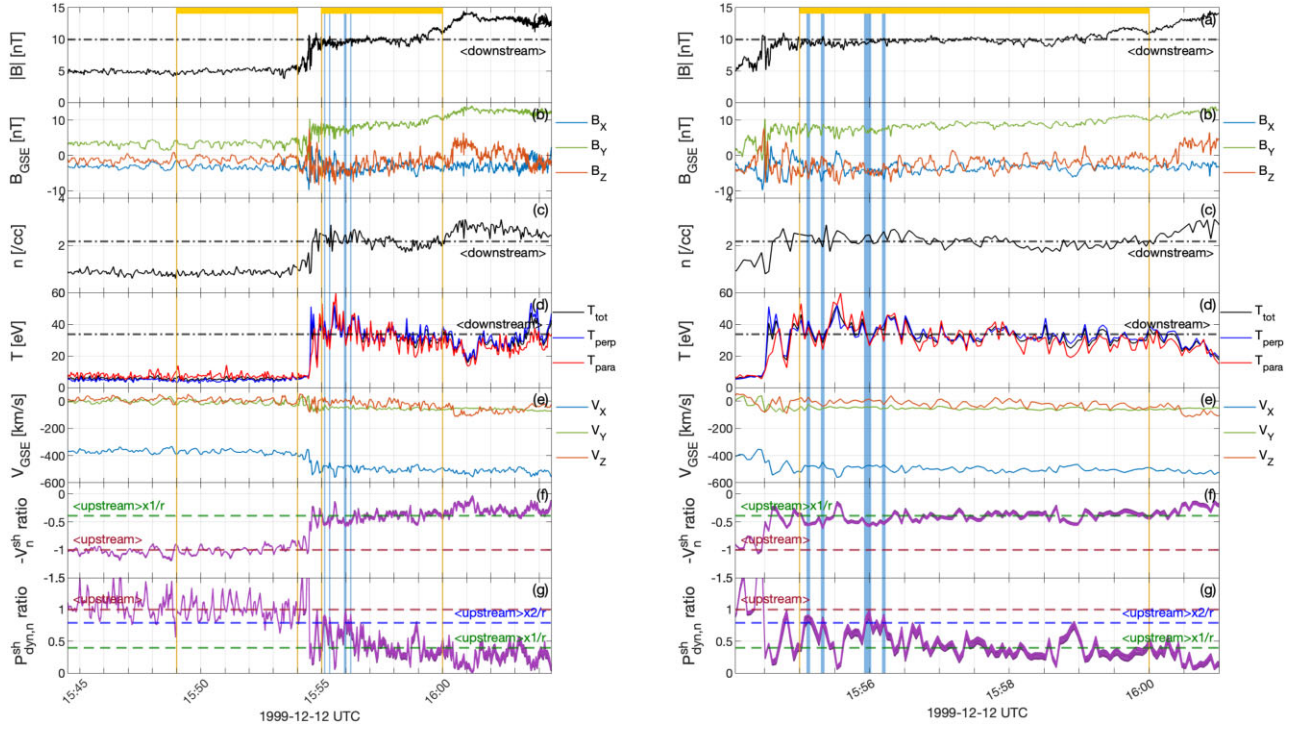 |B| [nT]
15
10
5
0
(a)
<downstream>
B_GSE [nT]
10
0
-10
(b)
B_X
B_Y
B_Z
n [/cc]
4
2
(c)
<downstream>
T [eV]
60
40
20
0
(d)
<downstream>
T_tot
T_perp
T_para
V_GSE [km/s]
0
-200
-400
-600
(e)
V_X
V_Y
V_Z
-V_n^sh ratio
0
-0.5
-1
-1.5
(f)
<upstream>x1/r
<upstream>
P_dyn,n^sh ratio
1
0.5
0
(g)
<upstream>
<upstream>x2/r
<upstream>x1/r
15:45
15:50
15:55
16:00
1999-12-12 UTC
|B| [nT]
15
10
5
0
(a)
<downstream>
B_GSE [nT]
10
0
-10
(b)
B_X
B_Y
B_Z
n [/cc]
4
2
(c)
<downstream>
T [eV]
60
40
20
0
(d)
<downstream>
T_tot
T_perp
T_para
V_GSE [km/s]
0
-200
-400
-600
(e)
V_X
V_Y
V_Z
-V_n^sh ratio
0
-0.5
-1
-1.5
(f)
<upstream>x1/r
<upstream>
P_dyn,n^sh ratio
1
0.5
0
(g)
<upstream>
<upstream>x2/r
<upstream>x1/r
15:56
15:58
16:00
1999-12-12 UTC